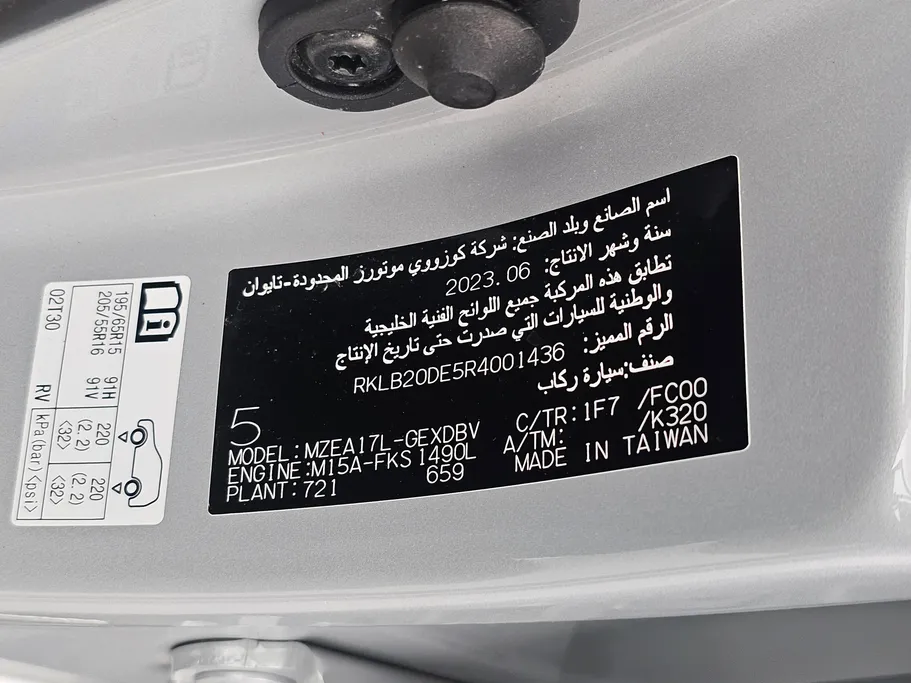 اسم الصانع وبلد الصنع: شركة كوزووي موتورز المحدودة-تايوان
سنة وشهر الانتاج: 2023.06
تطابق هذه المركبة جميع اللوائح الفنية الخليجية
والوطنية للسيارات التي صدرت حتى تاريخ الإنتاج
الرقم المميز: RKLB20DE5R4001436
صنف:سيارة ركاب
5
MODEL:MZEA17L-GEXDBV C/TR:1F7 /FC00
ENGINE:M15A-FKS 1490L A/TM: /K320
PLANT:721 659 MADE IN TAIWAN
195/65R15 91H 220 (2.2) <32> 220 (2.2) <32>
205/55R16 91V
02T30 RV kPa(bar)<psi>